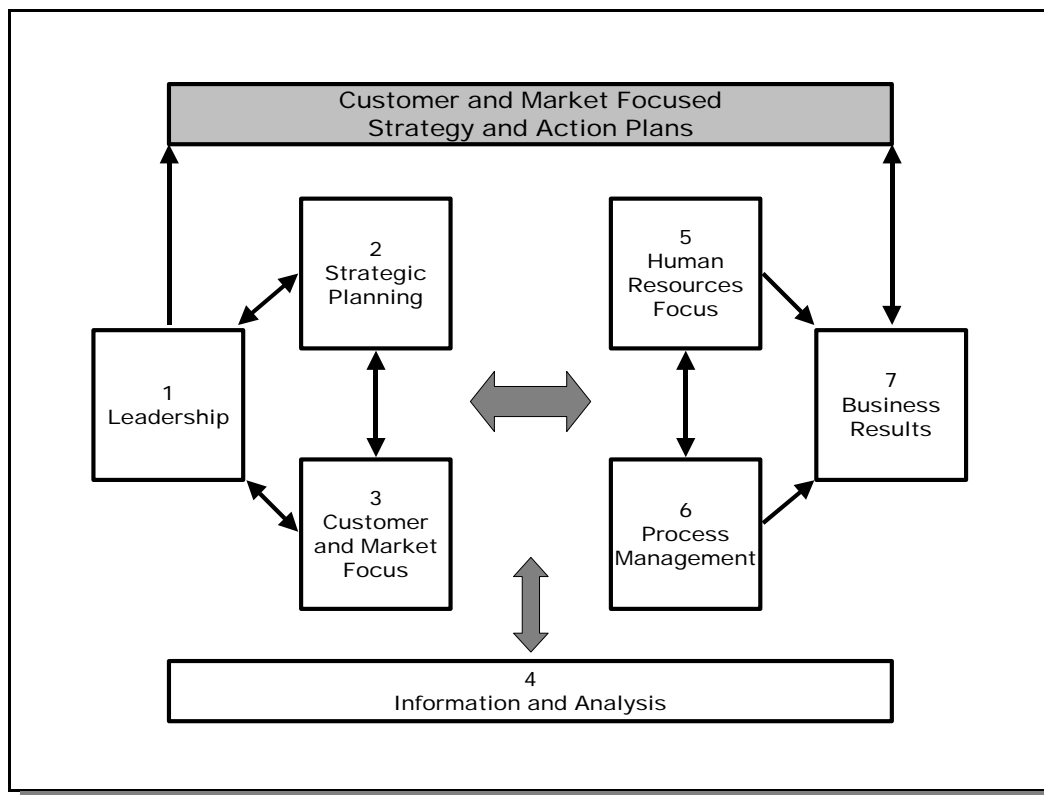 Customer and Market Focused
Strategy and Action Plans
2
Strategic
Planning
5
Human
Resources
Focus
1
Leadership
7
Business
Results
3
Customer
and Market
Focus
6
Process
Management
4
Information and Analysis